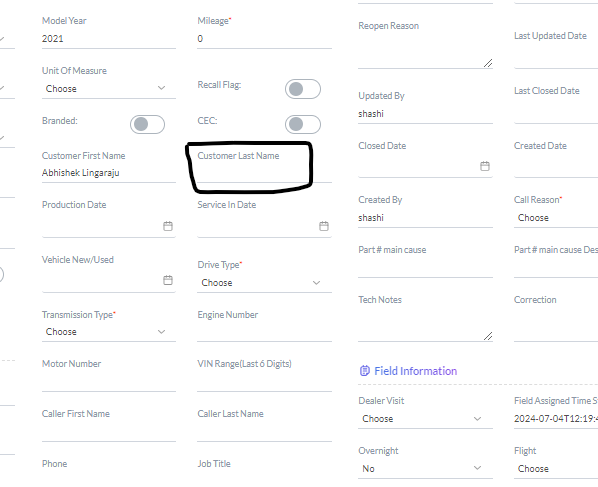 Model Year
2021
Mileage*
0
Unit Of Measure
Choose
Recall Flag:
Branded:
CEC:
Customer First Name
Abhishek Lingaraju
Customer Last Name
Production Date
Service In Date
Vehicle New/Used
Drive Type*
Choose
Transmission Type*
Choose
Engine Number
Motor Number
VIN Range(Last 6 Digits)
Caller First Name
Caller Last Name
Phone
Job Title
Reopen Reason
Last Updated Date
Updated By
shashi
Last Closed Date
Closed Date
Created Date
Created By
shashi
Call Reason*
Choose
Part # main cause
Part # main cause Des
Tech Notes
Correction
Field Information
Dealer Visit
Choose
Field Assigned Time S
2024-07-04T12:19:4
Overnight
No
Flight
Choose